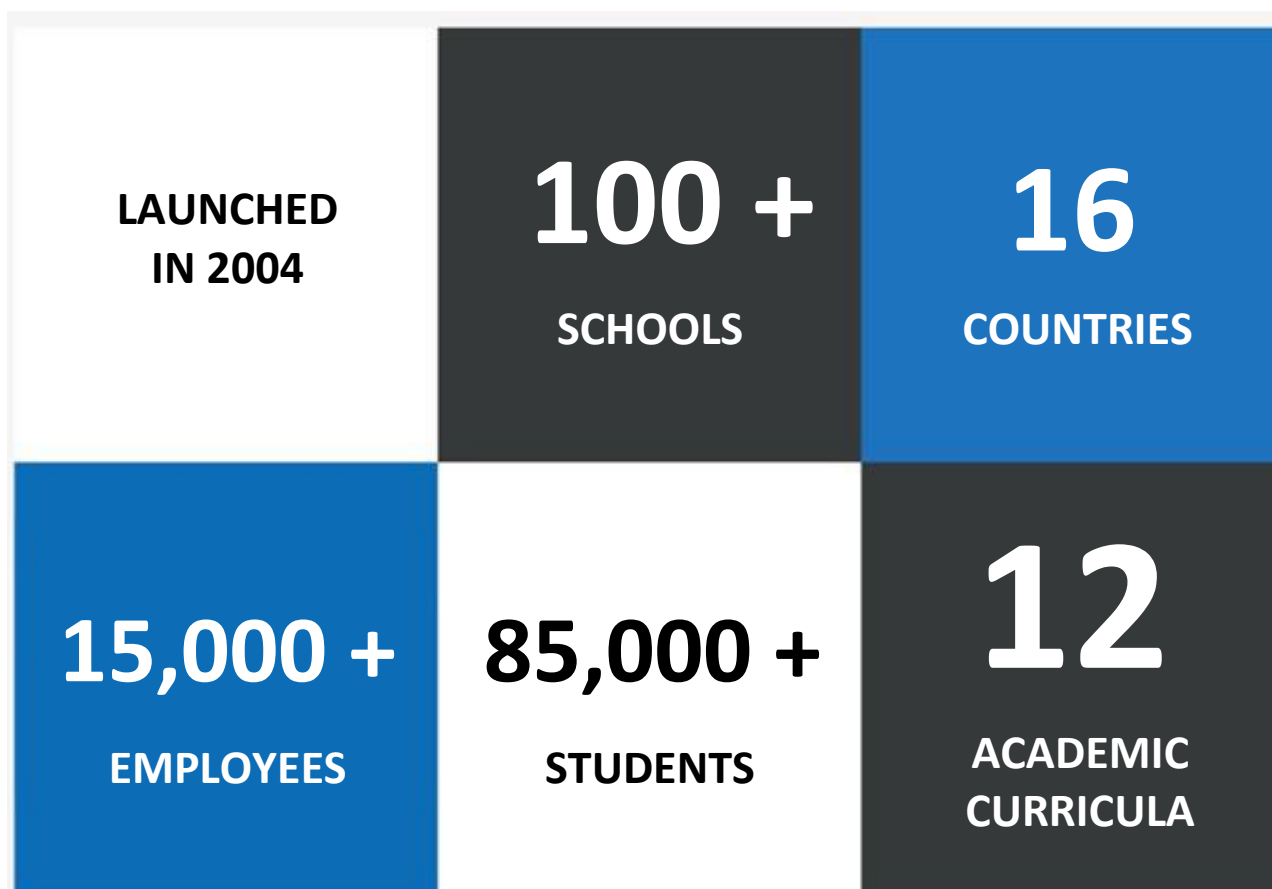 LAUNCHED
IN 2004
100 +
SCHOOLS
16
COUNTRIES
15,000 +
EMPLOYEES
85,000 +
STUDENTS
12
ACADEMIC
CURRICULA